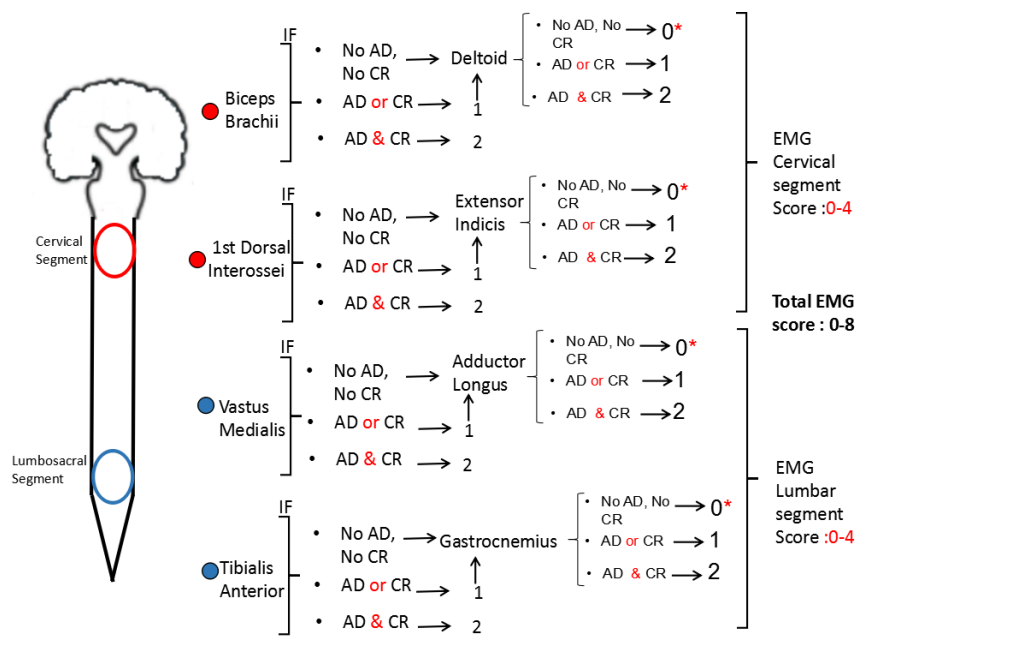 Cervical
Segment
Lumbosacral
Segment
IF
Biceps
Brachii
• No AD,
No CR
• AD or CR
1
• AD & CR
2
Deltoid
• No AD, No
CR
0*
• AD or CR
1
• AD & CR
2
IF
1st Dorsal
Interossei
• No AD,
No CR
• AD or CR
1
• AD & CR
2
Extensor
Indicis
• No AD, No
CR
0*
• AD or CR
1
• AD & CR
2
EMG
Cervical
segment
Score :0-4
Total EMG
score : 0-8
IF
Vastus
Medialis
• No AD,
No CR
• AD or CR
1
• AD & CR
2
Adductor
Longus
• No AD, No
CR
0*
• AD or CR
1
• AD & CR
2
IF
Tibialis
Anterior
• No AD,
No CR
• AD or CR
1
• AD & CR
2
Gastrocnemius
• No AD, No
CR
0*
• AD or CR
1
• AD & CR
2
EMG
Lumbar
segment
Score :0-4